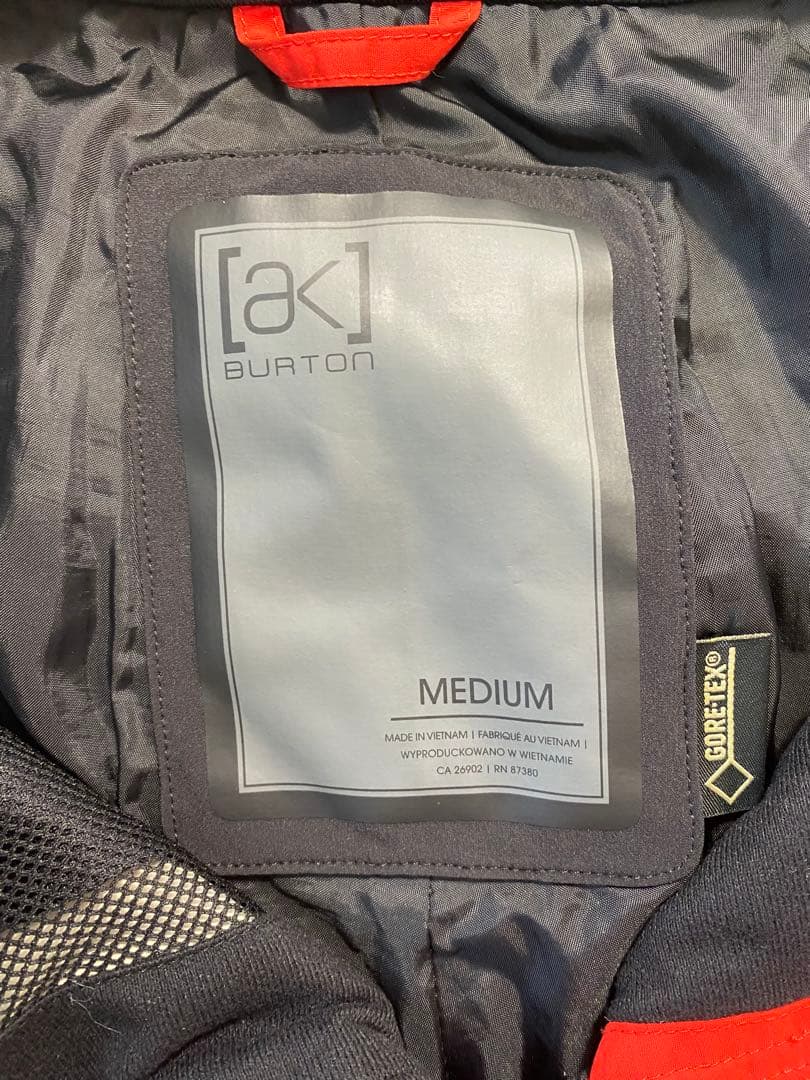 [ak]
BURTON
MEDIUM
MADE IN VIETNAM | FABRIQUÉ AU VIETNAM |
WYPRODUCKOWANO W WIETNAMIE
CA 26902 | RN 87380
GORE-TEX®